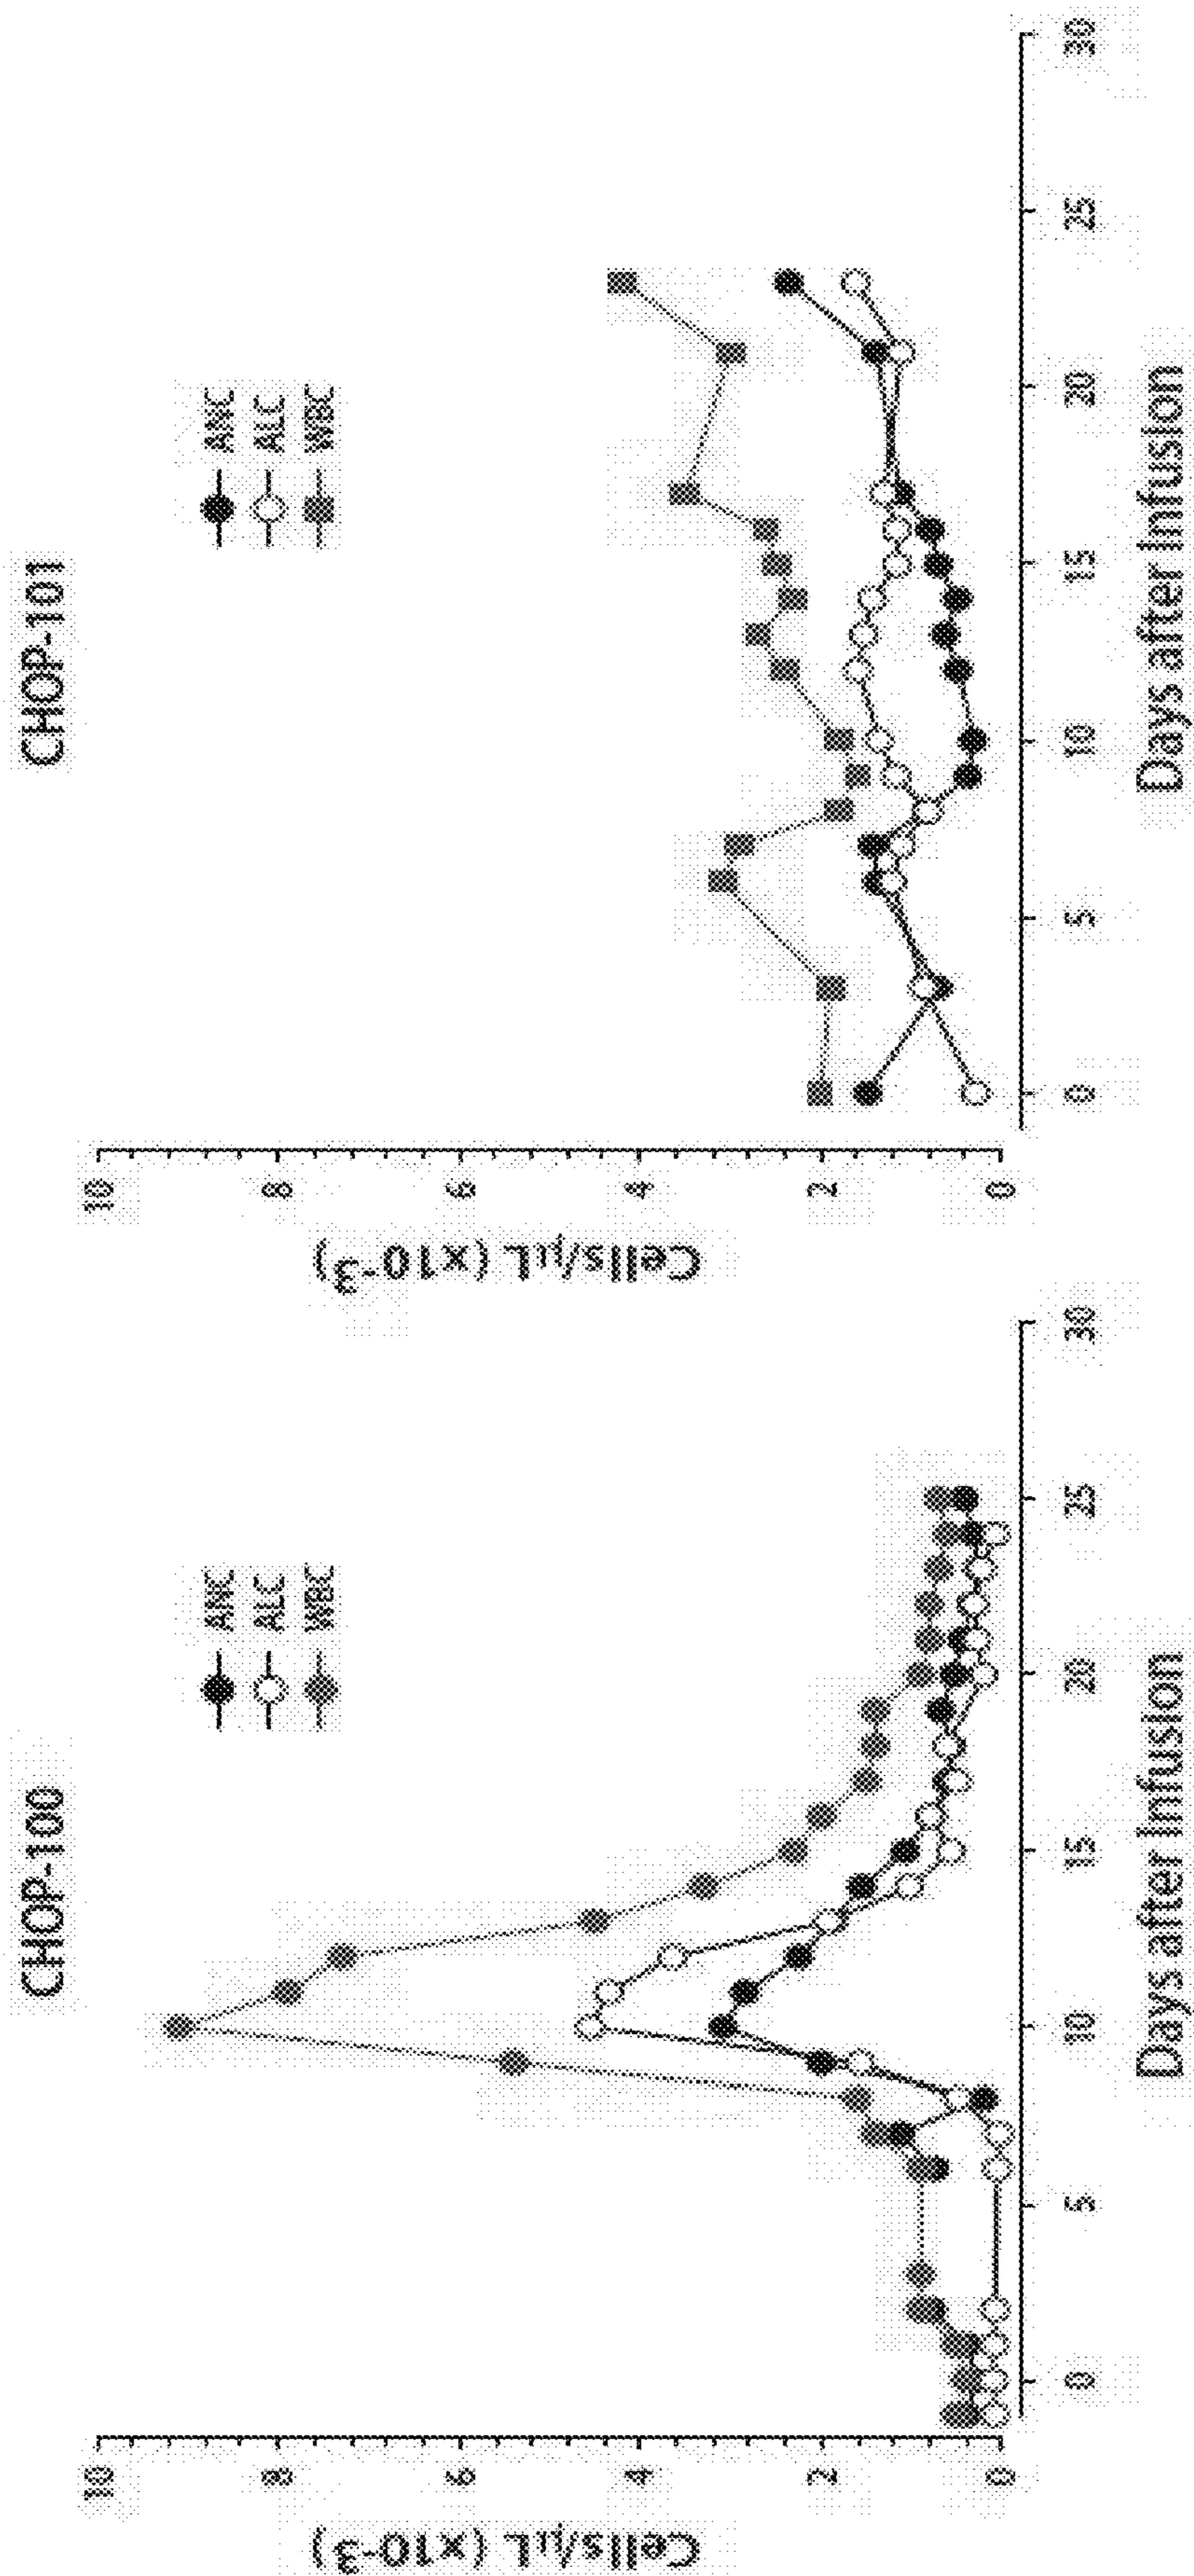 CHOP-100
ANC
ALC
WBC
Cells/μL (x10-3)
10
8
6
4
2
0
0
5
10
15
20
25
30
Days after Infusion
CHOP-101
ANC
ALC
WBC
Cells/μL (x10-3)
10
8
6
4
2
0
0
5
10
15
20
25
30
Days after Infusion